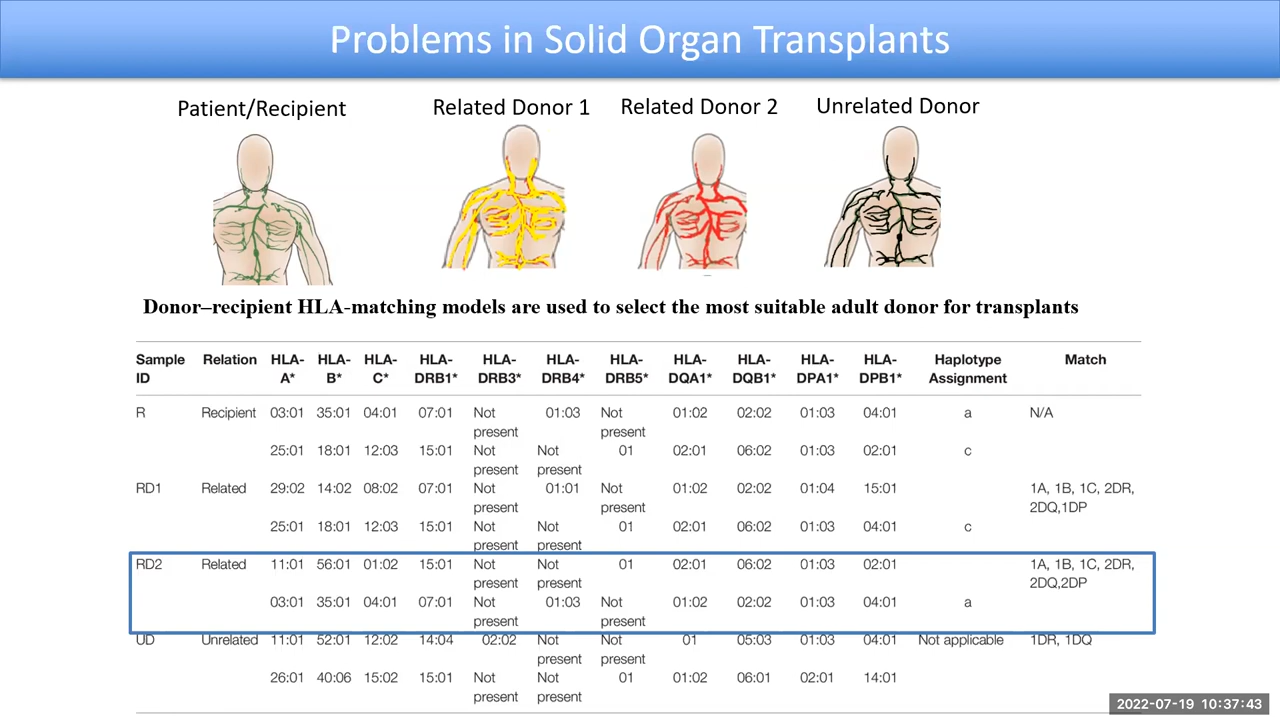 Problems in Solid Organ Transplants
Patient/Recipient Related Donor 1 Related Donor 2 Unrelated Donor
Donor–recipient HLA-matching models are used to select the most suitable adult donor for transplants
Sample Relation HLA- HLA- HLA- HLA- HLA- HLA- HLA- HLA- HLA- HLA- HLA- Haplotype Match
ID A* B* C* DRB1* DRB3* DRB4* DRB5* DQA1* DQB1* DPA1* DPB1* Assignment
R Recipient 03:01 35:01 04:01 07:01 Not 01:03 Not 01:02 02:02 01:03 04:01 a N/A
present present
25:01 18:01 12:03 15:01 Not Not 01 02:01 06:02 01:03 02:01 c
present present
RD1 Related 29:02 14:02 08:02 07:01 Not 01:01 Not 01:02 02:02 01:04 15:01 1A, 1B, 1C, 2DR,
present present 2DQ,1DP
25:01 18:01 12:03 15:01 Not Not 01 02:01 06:02 01:03 04:01 c
present present
RD2 Related 11:01 56:01 01:02 15:01 Not Not 01 02:01 06:02 01:03 02:01 1A, 1B, 1C, 2DR,
present present 2DQ,2DP
03:01 35:01 04:01 07:01 Not 01:03 Not 01:02 02:02 01:03 04:01 a
present present
UD Unrelated 11:01 52:01 12:02 14:04 02:02 Not Not 01 05:03 01:03 04:01 Not applicable 1DR, 1DQ
present present
26:01 40:06 15:02 15:01 Not Not 01 01:02 06:01 02:01 14:01
present present
2022-07-19 10:37:43